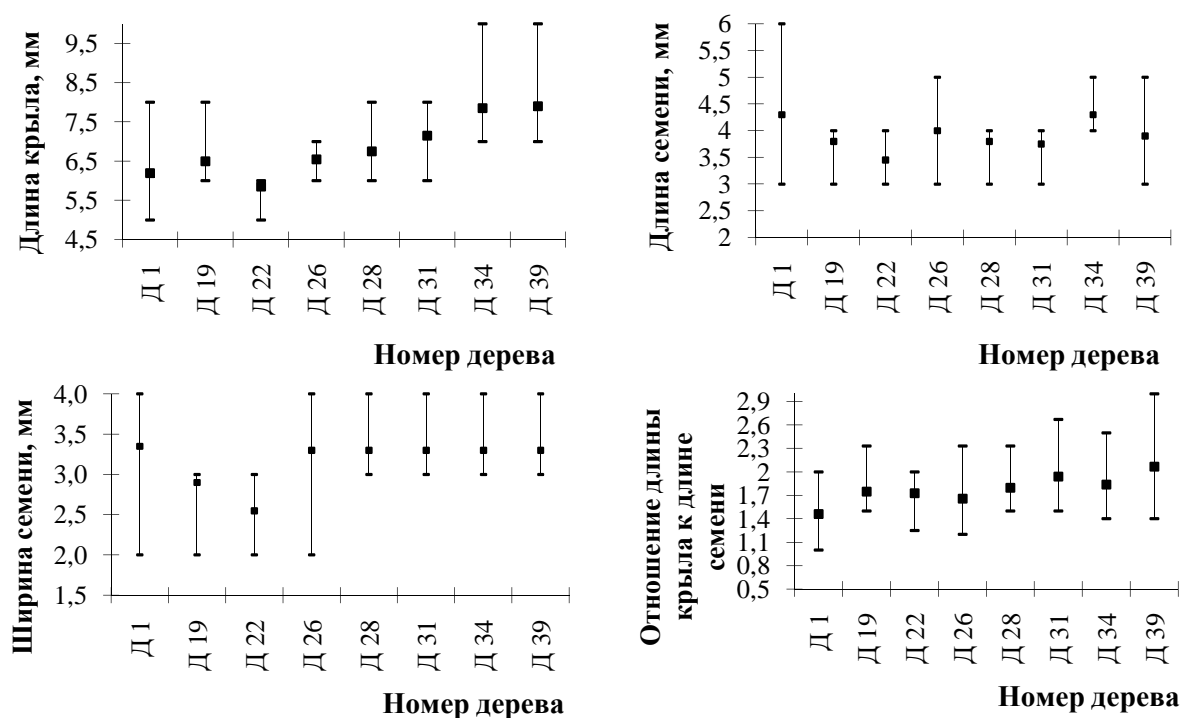 Длина крыла, мм
9,5
8,5
7,5
6,5
5,5
4,5
Д 1
Д 19
Д 22
Д 26
Д 28
Д 31
Д 34
Д 39
Номер дерева
Длина семени, мм
6
5,5
5
4,5
4
3,5
3
2,5
2
Д 1
Д 19
Д 22
Д 26
Д 28
Д 31
Д 34
Д 39
Номер дерева
Ширина семени, мм
4,0
3,5
3,0
2,5
2,0
1,5
Д 1
Д 19
Д 22
Д 26
Д 28
Д 31
Д 34
Д 39
Номер дерева
Отношение длины
крыла к длине
семени
2,9
2,6
2,3
2
1,7
1,4
1,1
0,8
0,5
Д 1
Д 19
Д 22
Д 26
Д 28
Д 31
Д 34
Д 39
Номер дерева